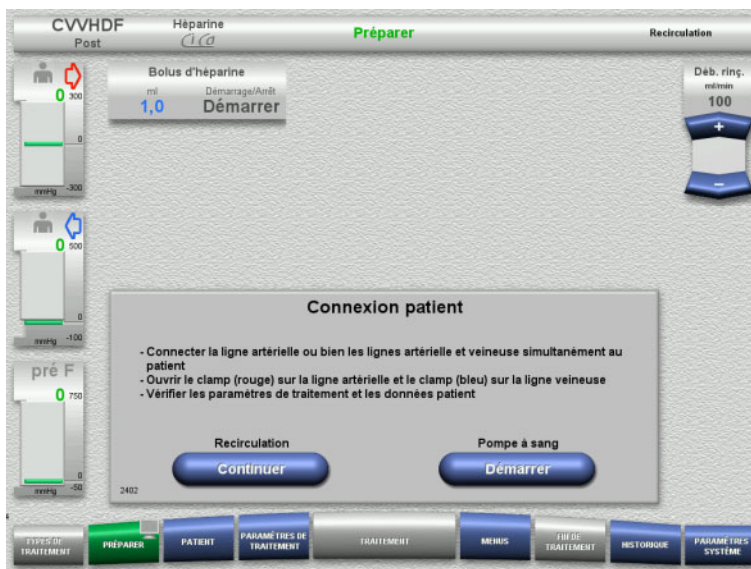 CVVHDF
Post
Héparine
Ci Ca
Préparer
Recirculation
0
300
0
-300
mmHg
Bolus d'héparine
ml
Démarrage/Arrêt
1,0
Démarrer
Déb. rinç.
ml/min
100
+
–
0
500
0
-100
mmHg
pré F
0
750
0
-50
mmHg
Connexion patient
- Connecter la ligne artérielle ou bien les lignes artérielle et veineuse simultanément au
patient
- Ouvrir le clamp (rouge) sur la ligne artérielle et le clamp (bleu) sur la ligne veineuse
- Vérifier les paramètres de traitement et les données patient
Recirculation
Continuer
Pompe à sang
Démarrer
2402
TYPES DE
TRAITEMENT
PRÉPARER
PATIENT
PARAMÈTRES DE
TRAITEMENT
TRAITEMENT
MENUS
FIN DE
TRAITEMENT
HISTORIQUE
PARAMÈTRES
SYSTÈME